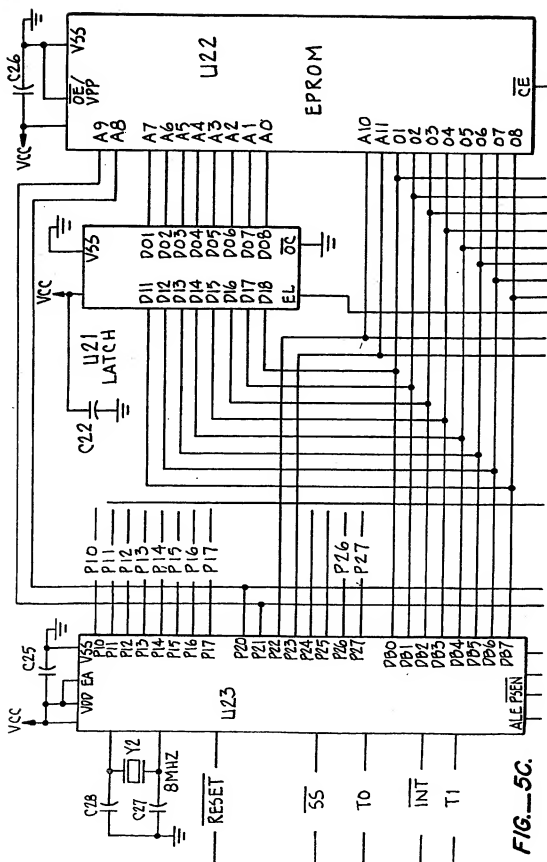 C26
VCC
VSS
OE/
VPP
U22
EPROM
CE
A9
A8
A7
A6
A5
A4
A3
A2
A1
A0
A10
A11
O1
O2
O3
O4
O5
O6
O7
O8
VCC
VSS
U21
LATCH
C22
DO1
DO2
DO3
DO4
DO5
DO6
DO7
DO8
OC
DI1
DI2
DI3
DI4
DI5
DI6
DI7
DI8
EL
P10
P11
P12
P13
P14
P15
P16
P17
P26
P27
VCC
C25
VDD
EA
VSS
P10
P11
P12
P13
P14
P15
P16
P17
P20
P21
P22
P23
P24
P25
P26
P27
DB0
DB1
DB2
DB3
DB4
DB5
DB6
DB7
ALE
PSEN
U23
C28
C27
Y2
8MHZ
RESET
SS
T0
INT
T1
FIG._5C.